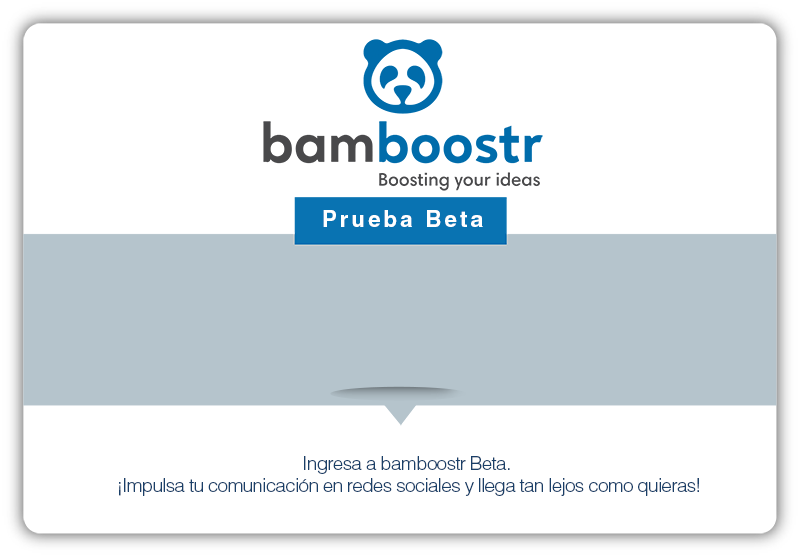 bamboostr
Boosting your ideas
Prueba Beta
Ingresa a bamboostr Beta.
¡Impulsa tu comunicación en redes sociales y llega tan lejos como quieras!